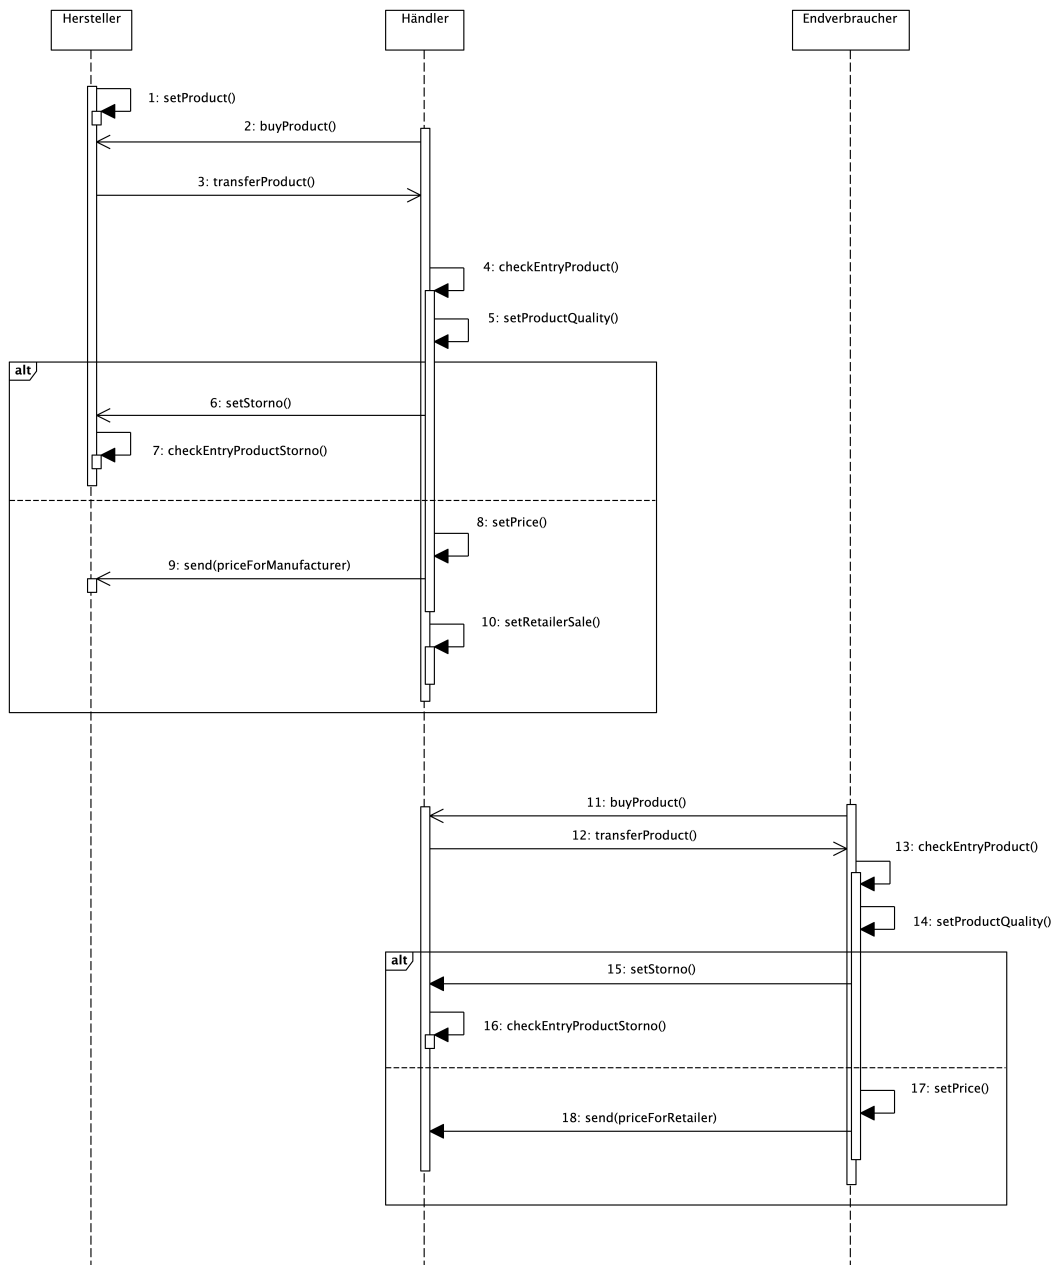 Hersteller
Händler
Endverbraucher
1: setProduct()
2: buyProduct()
3: transferProduct()
4: checkEntryProduct()
5: setProductQuality()
alt
6: setStorno()
7: checkEntryProductStorno()
8: setPrice()
9: send(priceForManufacturer)
10: setRetailerSale()
11: buyProduct()
12: transferProduct()
13: checkEntryProduct()
14: setProductQuality()
alt
15: setStorno()
16: checkEntryProductStorno()
17: setPrice()
18: send(priceForRetailer)